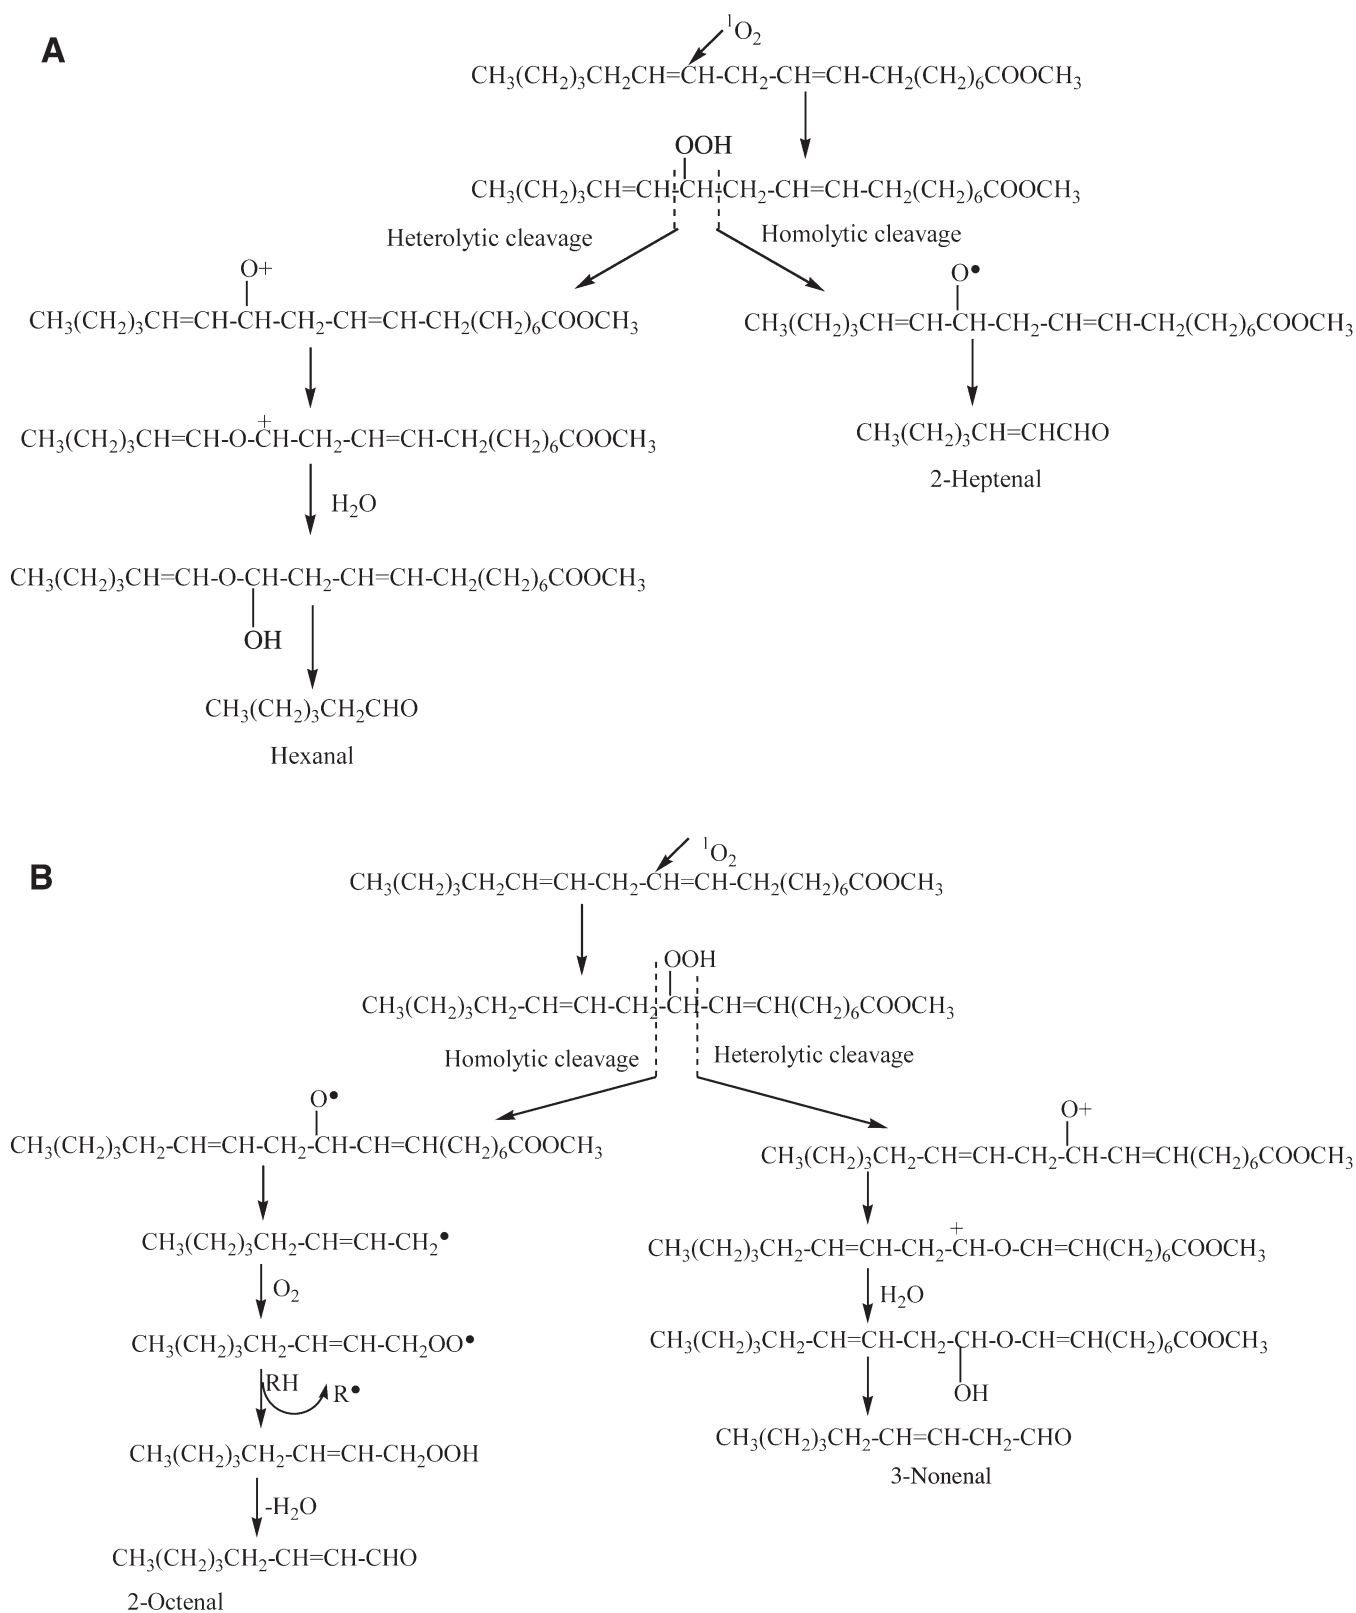 A
¹O₂
CH₃(CH₂)₃CH₂CH=CH-CH₂-CH=CH-CH₂(CH₂)₆COOCH₃
OOH
CH₃(CH₂)₃CH=CH-CH-CH₂-CH=CH-CH₂(CH₂)₆COOCH₃
Heterolytic cleavage
Homolytic cleavage
O+
O•
CH₃(CH₂)₃CH=CH-CH-CH₂-CH=CH-CH₂(CH₂)₆COOCH₃
CH₃(CH₂)₃CH=CH-CH-CH₂-CH=CH-CH₂(CH₂)₆COOCH₃
+
CH₃(CH₂)₃CH=CH-O-CH-CH₂-CH=CH-CH₂(CH₂)₆COOCH₃
CH₃(CH₂)₃CH=CHCHO
2-Heptenal
H₂O
CH₃(CH₂)₃CH=CH-O-CH-CH₂-CH=CH-CH₂(CH₂)₆COOCH₃
OH
CH₃(CH₂)₃CH₂CHO
Hexanal
B
¹O₂
CH₃(CH₂)₃CH₂CH=CH-CH₂-CH=CH-CH₂(CH₂)₆COOCH₃
OOH
CH₃(CH₂)₃CH₂-CH=CH-CH₂-CH-CH=CH(CH₂)₆COOCH₃
Homolytic cleavage
Heterolytic cleavage
O•
O+
CH₃(CH₂)₃CH₂-CH=CH-CH₂-CH-CH=CH(CH₂)₆COOCH₃
CH₃(CH₂)₃CH₂-CH=CH-CH₂-CH-CH=CH(CH₂)₆COOCH₃
CH₃(CH₂)₃CH₂-CH=CH-CH₂•
+
CH₃(CH₂)₃CH₂-CH=CH-CH₂-CH-O-CH=CH(CH₂)₆COOCH₃
O₂
H₂O
CH₃(CH₂)₃CH₂-CH=CH-CH₂OO•
CH₃(CH₂)₃CH₂-CH=CH-CH₂-CH-O-CH=CH(CH₂)₆COOCH₃
RH
R•
OH
CH₃(CH₂)₃CH₂-CH=CH-CH₂OOH
CH₃(CH₂)₃CH₂-CH=CH-CH₂-CHO
3-Nonenal
-H₂O
CH₃(CH₂)₃CH₂-CH=CH-CHO
2-Octenal